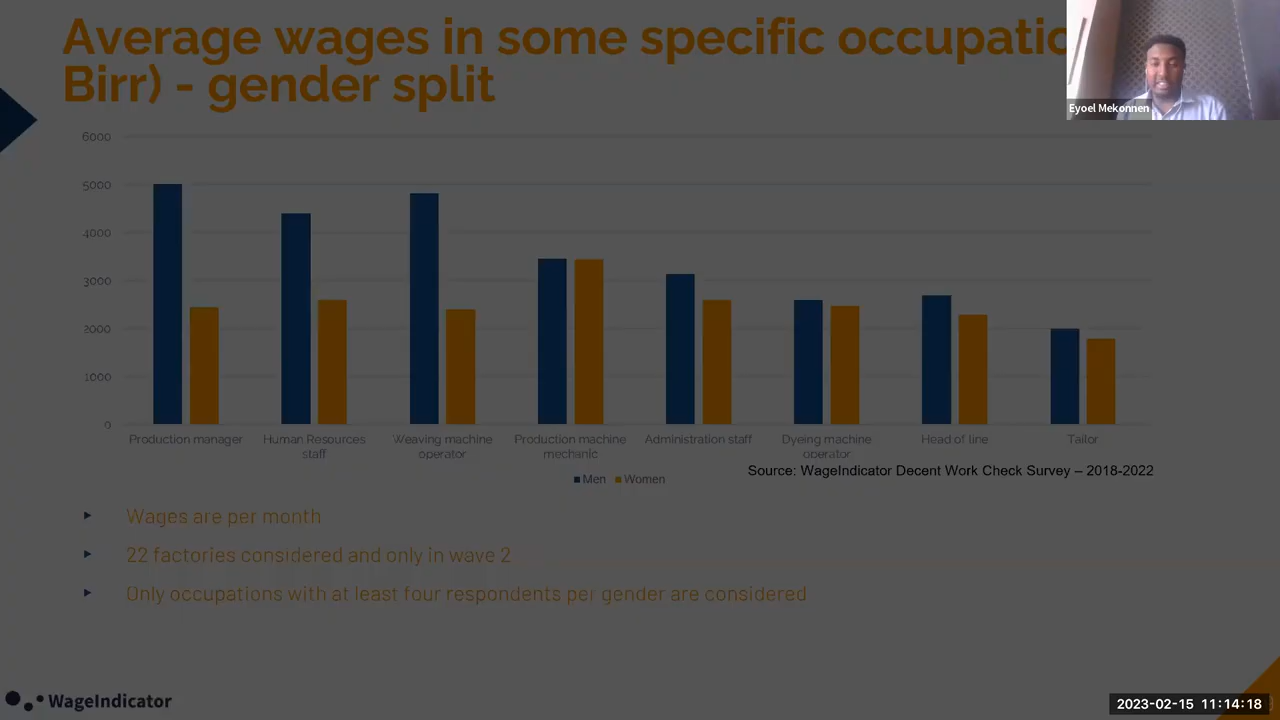 Average wages in some specific occupatio
Birr) - gender split
Eyoel Mekonnen
6000
5000
4000
3000
2000
1000
0
Production manager
Human Resources
staff
Weaving machine
operator
Production machine
mechanic
Administration staff
Dyeing machine
operator
Head of line
Tailor
Men Women
Source: WageIndicator Decent Work Check Survey – 2018-2022
Wages are per month
22 factories considered and only in wave 2
Only occupations with at least four respondents per gender are considered
WageIndicator
2023-02-15 11:14:18